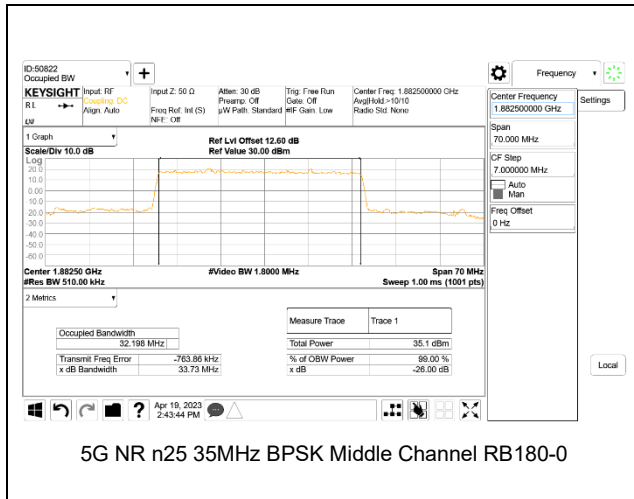 ID:50822
Occupied BW
KEYSIGHT
R L
Input: RF
Coupling: DC
Align: Auto
Input Z: 50 Ω
Freq Ref: Int (S)
NFE: Off
Atten: 30 dB
Preamp: Off
µW Path: Standard
Trig: Free Run
Gate: Off
#IF Gain: Low
Center Freq: 1.882500000 GHz
Avg|Hold:>10/10
Radio Std: None
Frequency
Center Frequency
1.882500000 GHz
Settings
Span
70.000 MHz
CF Step
7.000000 MHz
Auto
Man
Freq Offset
0 Hz
Local
1 Graph
Scale/Div 10.0 dB
Ref Lvl Offset 12.60 dB
Ref Value 30.00 dBm
Log
20.0
10.0
0.00
-10.0
-20.0
-30.0
-40.0
-50.0
-60.0
Center 1.88250 GHz
#Video BW 1.8000 MHz
Span 70 MHz
#Res BW 510.00 kHz
Sweep 1.00 ms (1001 pts)
2 Metrics
Occupied Bandwidth
32.198 MHz
Transmit Freq Error -763.86 kHz
x dB Bandwidth 33.73 MHz
Measure Trace Trace 1
Total Power 35.1 dBm
% of OBW Power 99.00 %
x dB -26.00 dB
Apr 19, 2023
2:43:44 PM
5G NR n25 35MHz BPSK Middle Channel RB180-0